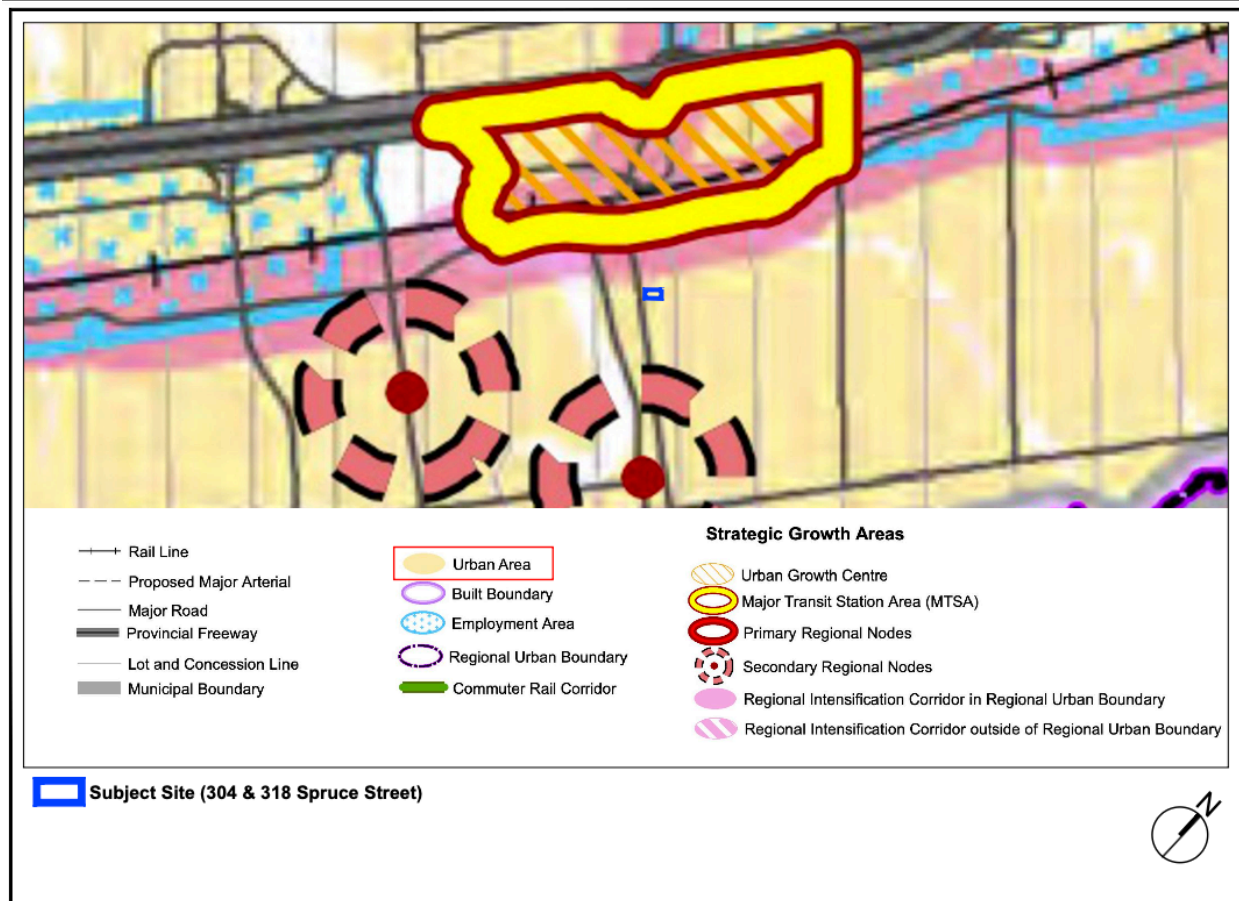 Rail Line
Proposed Major Arterial
Major Road
Provincial Freeway
Lot and Concession Line
Municipal Boundary
Urban Area
Built Boundary
Employment Area
Regional Urban Boundary
Commuter Rail Corridor
Strategic Growth Areas
Urban Growth Centre
Major Transit Station Area (MTSA)
Primary Regional Nodes
Secondary Regional Nodes
Regional Intensification Corridor in Regional Urban Boundary
Regional Intensification Corridor outside of Regional Urban Boundary
Subject Site (304 & 318 Spruce Street)
N